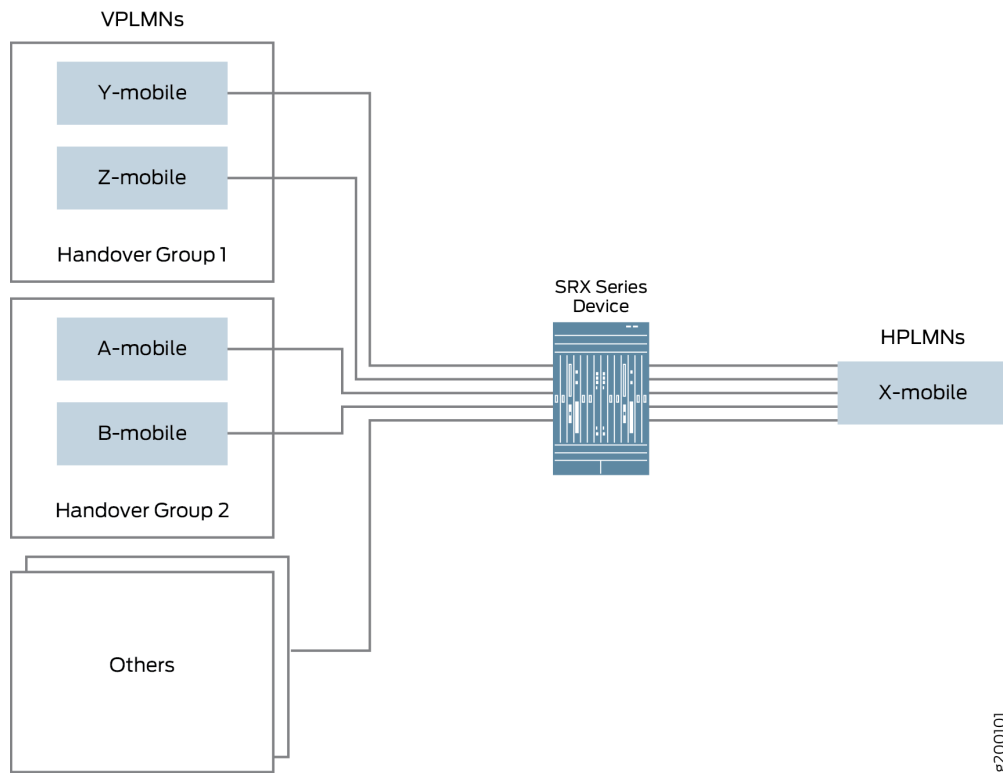 VPLMNs
Y-mobile
Z-mobile
Handover Group 1
A-mobile
B-mobile
Handover Group 2
Others
SRX Series
Device
HPLMNs
X-mobile
g200101